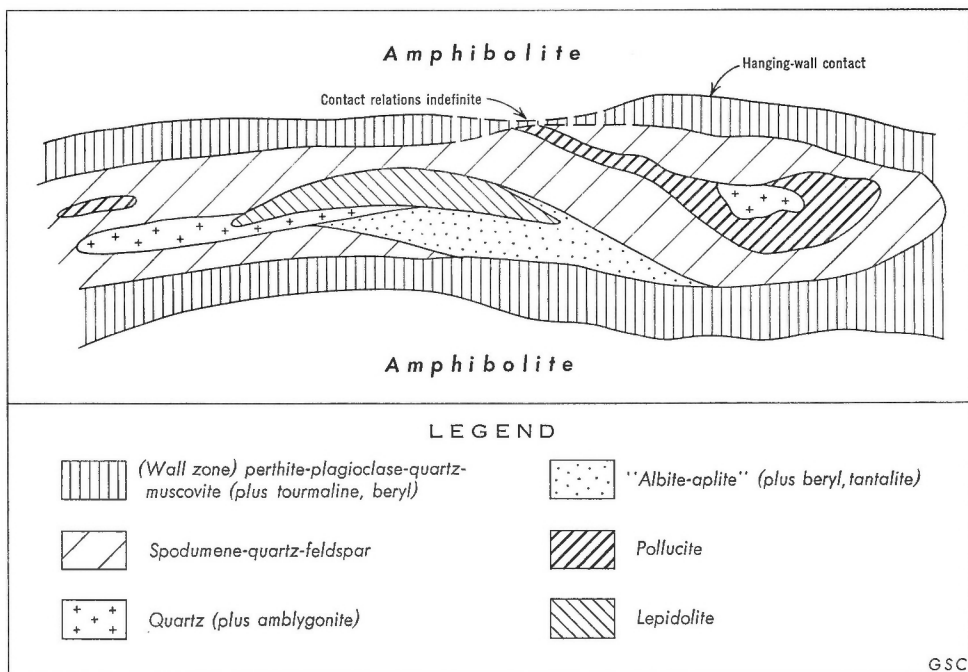 Amphibolite
Hanging-wall contact
Contact relations indefinite
Amphibolite
LEGEND
(Wall zone) perthite-plagioclase-quartz-
muscovite (plus tourmaline, beryl)
Spodumene-quartz-feldspar
Quartz (plus amblygonite)
"Albite-aplite" (plus beryl, tantalite)
Pollucite
Lepidolite
GSC